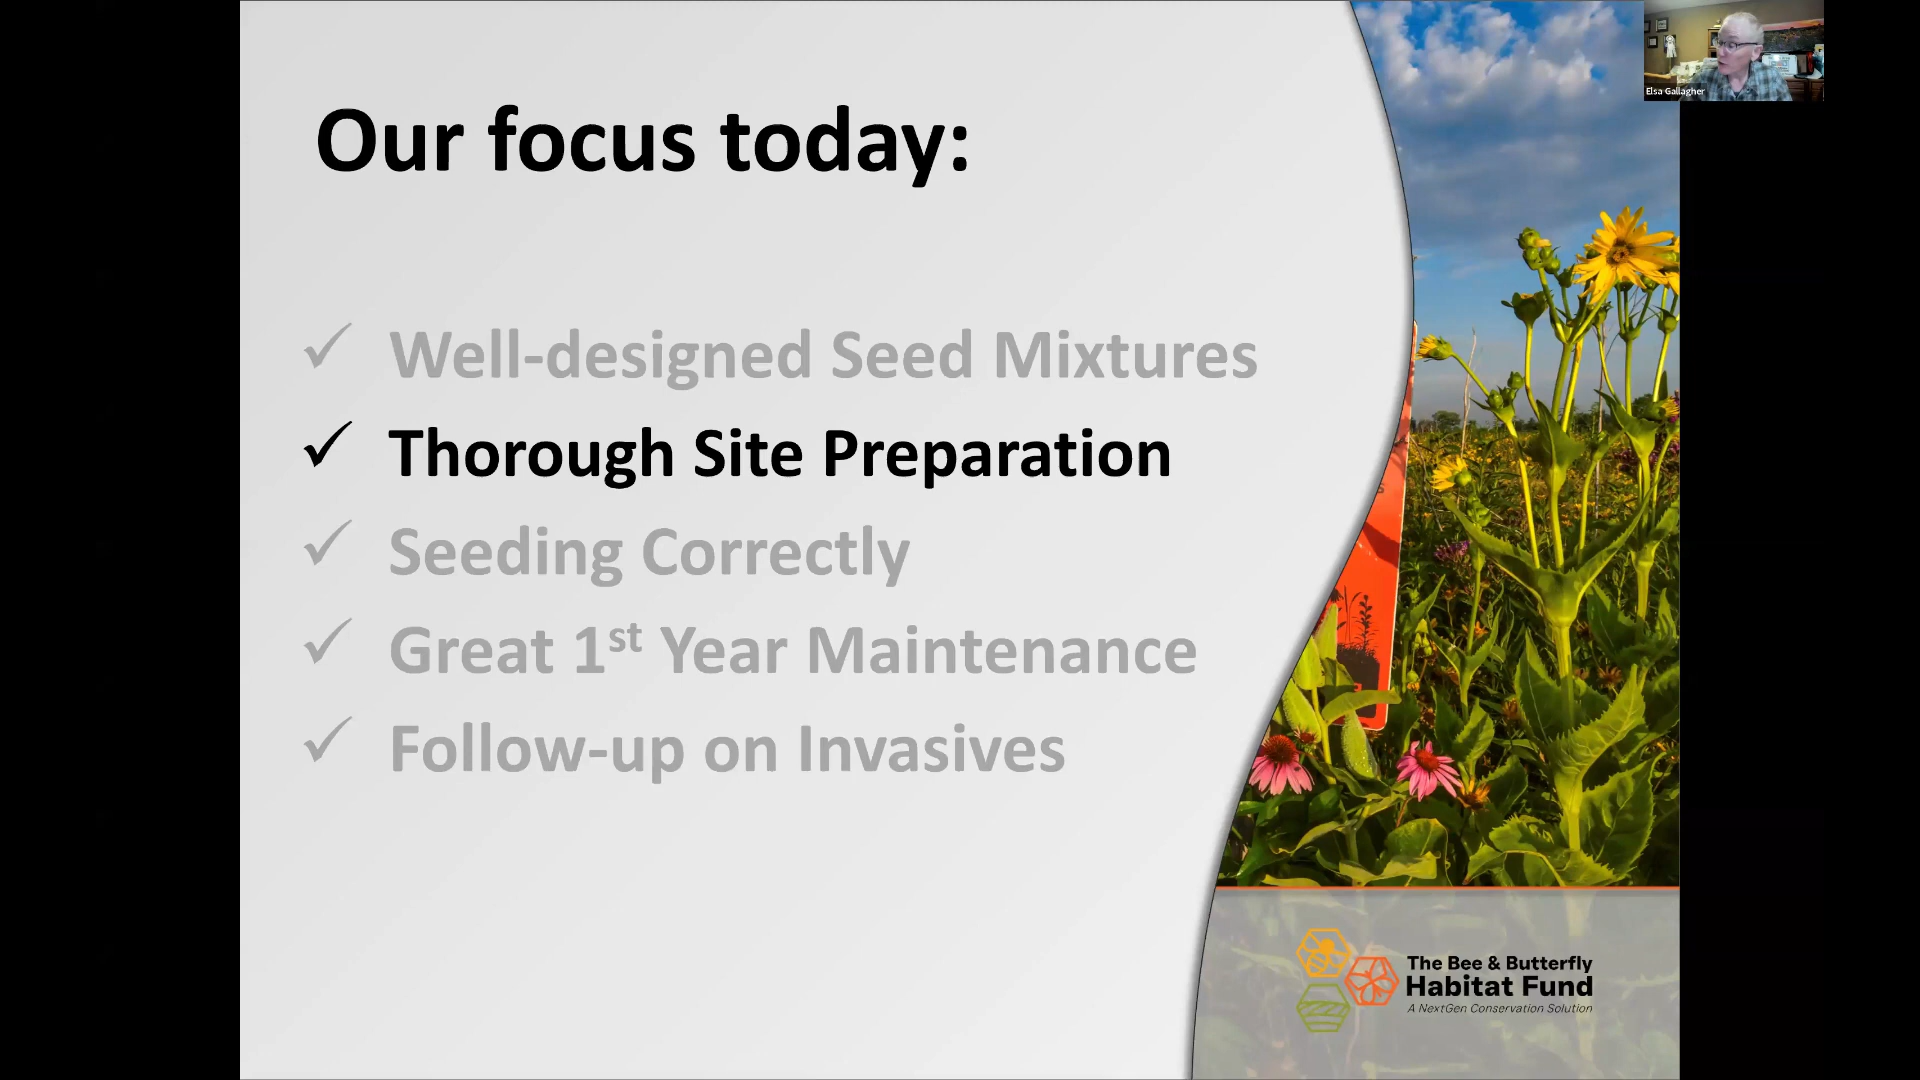 Elsa Gallagher
Our focus today:
✓ Well-designed Seed Mixtures
✓ Thorough Site Preparation
✓ Seeding Correctly
✓ Great 1st Year Maintenance
✓ Follow-up on Invasives
The Bee & Butterfly
Habitat Fund
A NextGen Conservation Solution